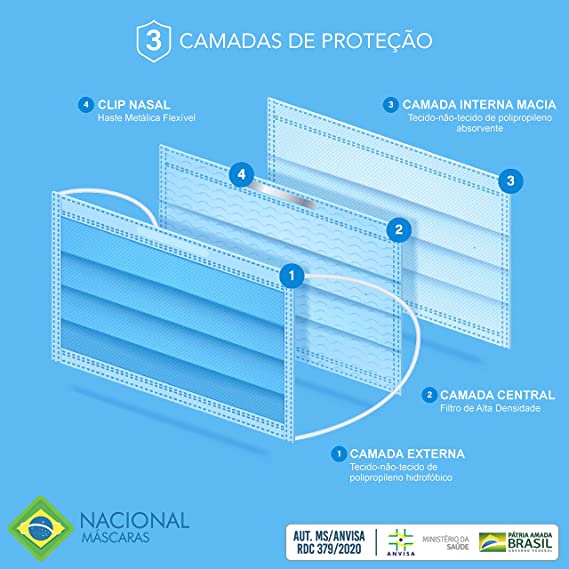 3 CAMADAS DE PROTEÇÃO
4 CLIP NASAL
Haste Metálica Flexível
3 CAMADA INTERNA MACIA
Tecido-não-tecido de polipropileno
absorvente
4
3
2
1
2 CAMADA CENTRAL
Filtro de Alta Densidade
1 CAMADA EXTERNA
Tecido-não-tecido de
polipropileno hidrofóbico
NACIONAL
MÁSCARAS
AUT. MS/ANVISA
RDC 379/2020
ANVISA
MINISTÉRIO DA
SAÚDE
PÁTRIA AMADA
BRASIL
GOVERNO FEDERAL